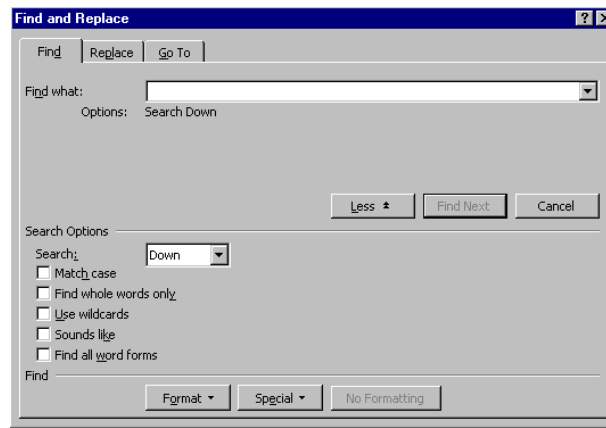 Find and Replace
Find Replace Go To
Find what:
Options: Search Down
Less Find Next Cancel
Search Options
Search: Down
Match case
Find whole words only
Use wildcards
Sounds like
Find all word forms
Find
Format Special No Formatting